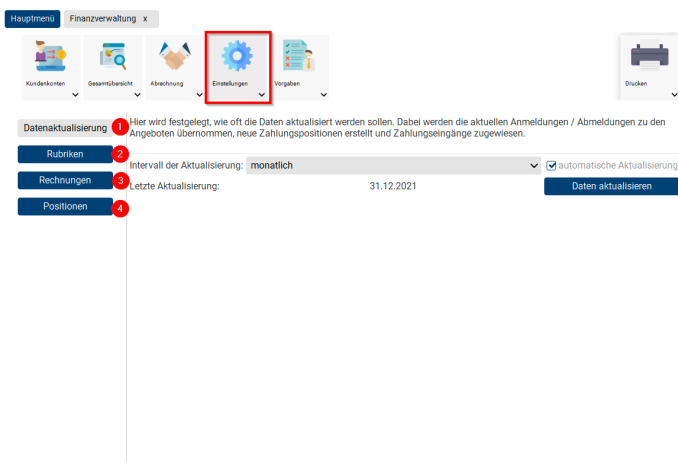 Hauptmenü Finanzverwaltung x
Kundenkonten Gesamtübersicht Abrechnung Einstellungen Vorgaben Drucken
Datenaktualisierung 1
Rubriken 2
Rechnungen 3
Positionen 4
Hier wird festgelegt, wie oft die Daten aktualisiert werden sollen. Dabei werden die aktuellen Anmeldungen / Abmeldungen zu den
Angeboten übernommen, neue Zahlungspositionen erstellt und Zahlungseingänge zugewiesen.
Intervall der Aktualisierung: monatlich automatische Aktualisierung
Letzte Aktualisierung: 31.12.2021 Daten aktualisieren